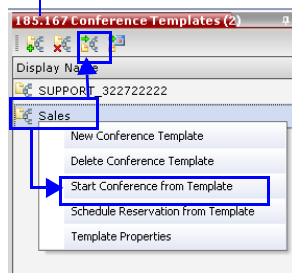 185.167 Conference Templates (2)
Display Name
SUPPORT_322722222
Sales
New Conference Template
Delete Conference Template
Start Conference from Template
Schedule Reservation from Template
Template Properties